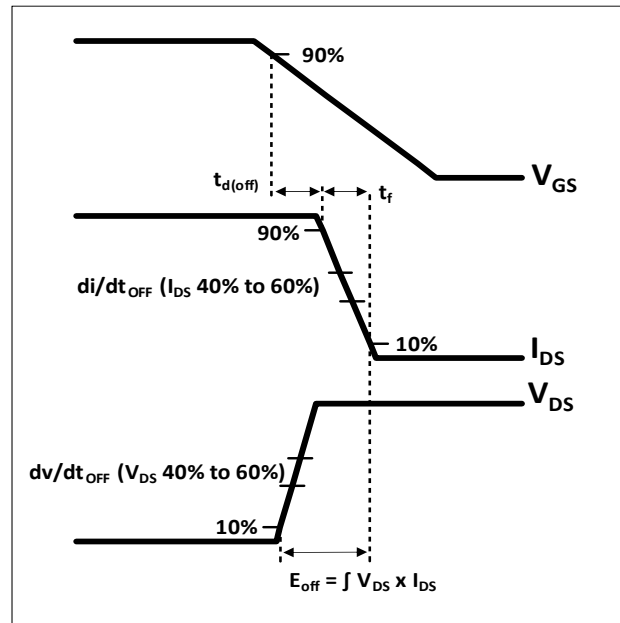 90%
V_GS
t_d(off)
t_f
90%
di/dt_OFF (I_DS 40% to 60%)
10%
I_DS
V_DS
dv/dt_OFF (V_DS 40% to 60%)
10%
E_off = ∫ V_DS x I_DS